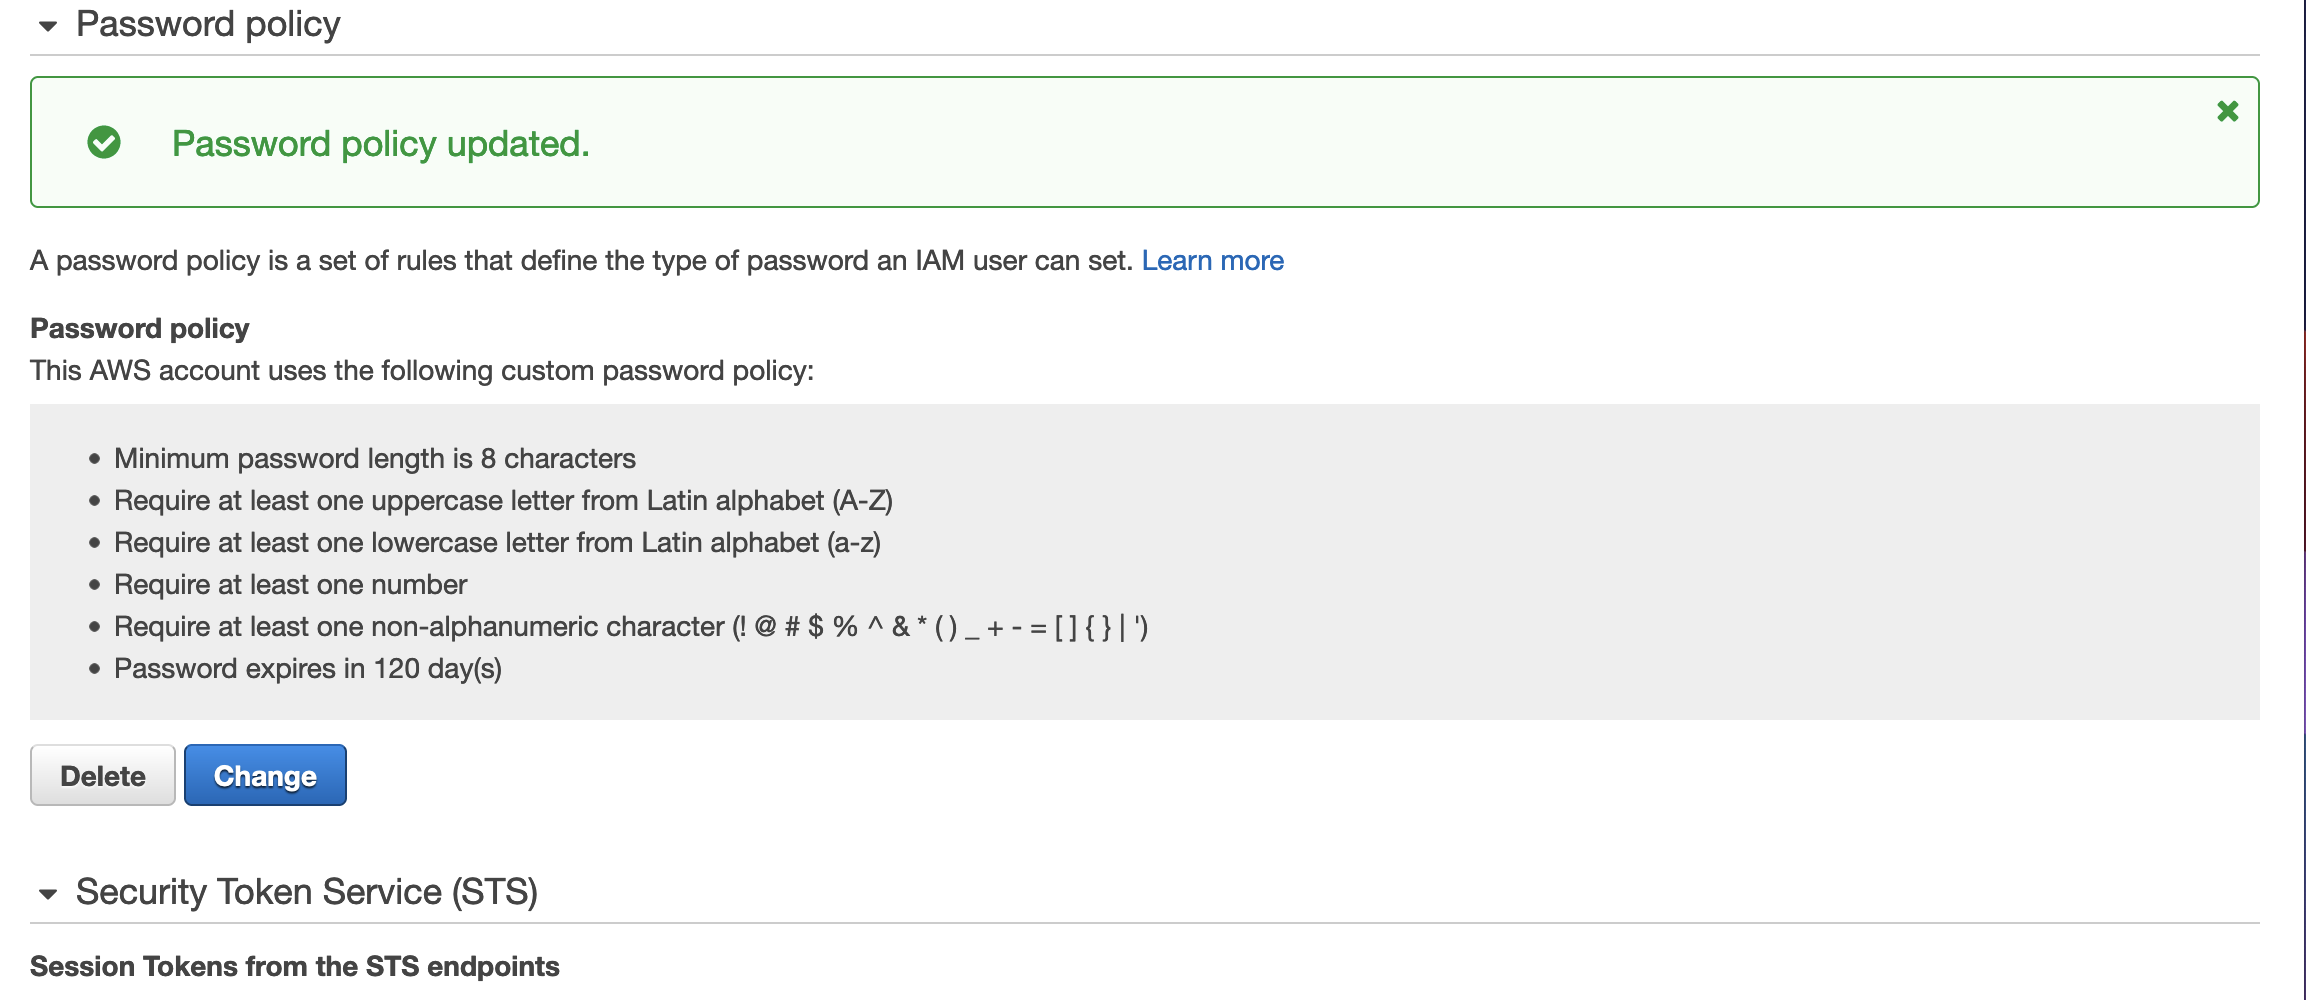 Password policy
Password policy updated.
A password policy is a set of rules that define the type of password an IAM user can set. Learn more
Password policy
This AWS account uses the following custom password policy:
• Minimum password length is 8 characters
• Require at least one uppercase letter from Latin alphabet (A-Z)
• Require at least one lowercase letter from Latin alphabet (a-z)
• Require at least one number
• Require at least one non-alphanumeric character (! @ # $ % ^ & * ( ) _ + - = [ ] { } | ')
• Password expires in 120 day(s)
Delete Change
Security Token Service (STS)
Session Tokens from the STS endpoints